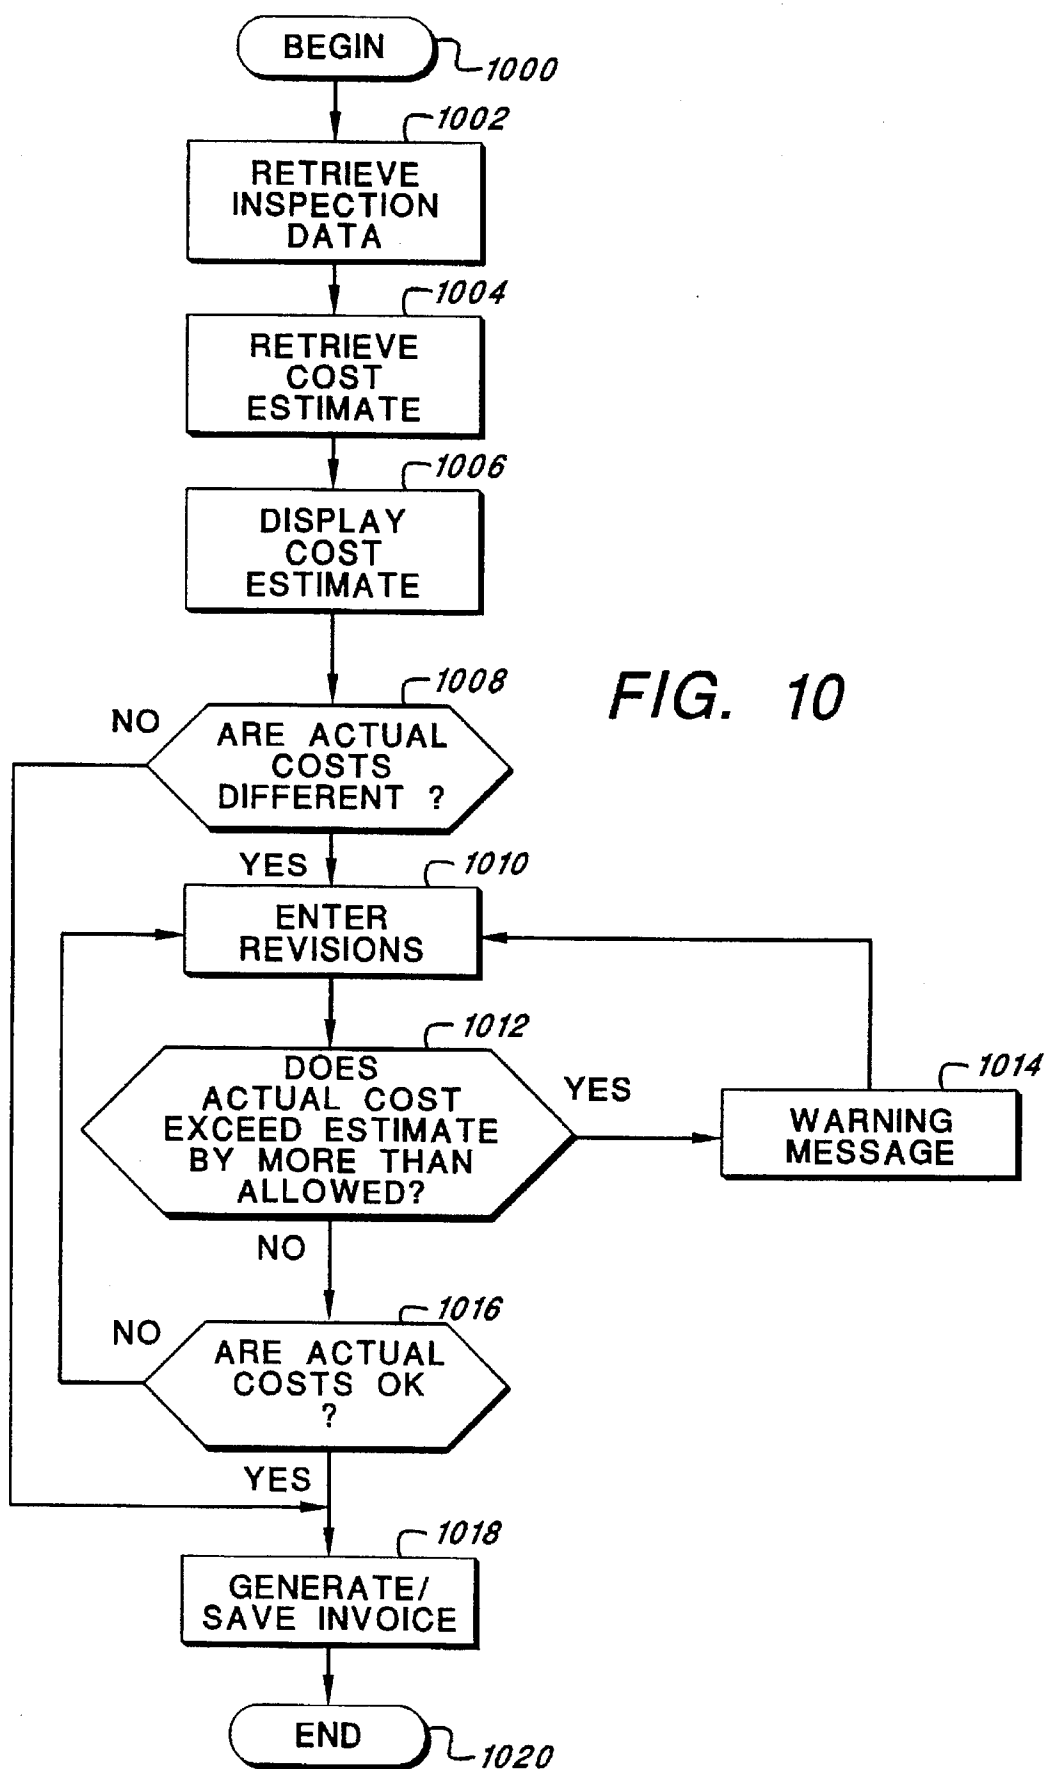 BEGIN
1000
1002
RETRIEVE
INSPECTION
DATA
1004
RETRIEVE
COST
ESTIMATE
1006
DISPLAY
COST
ESTIMATE
FIG. 10
1008
NO
ARE ACTUAL
COSTS
DIFFERENT ?
YES
1010
ENTER
REVISIONS
1012
DOES
ACTUAL COST
EXCEED ESTIMATE
BY MORE THAN
ALLOWED?
YES
1014
WARNING
MESSAGE
NO
1016
NO
ARE ACTUAL
COSTS OK
?
YES
1018
GENERATE/
SAVE INVOICE
END
1020